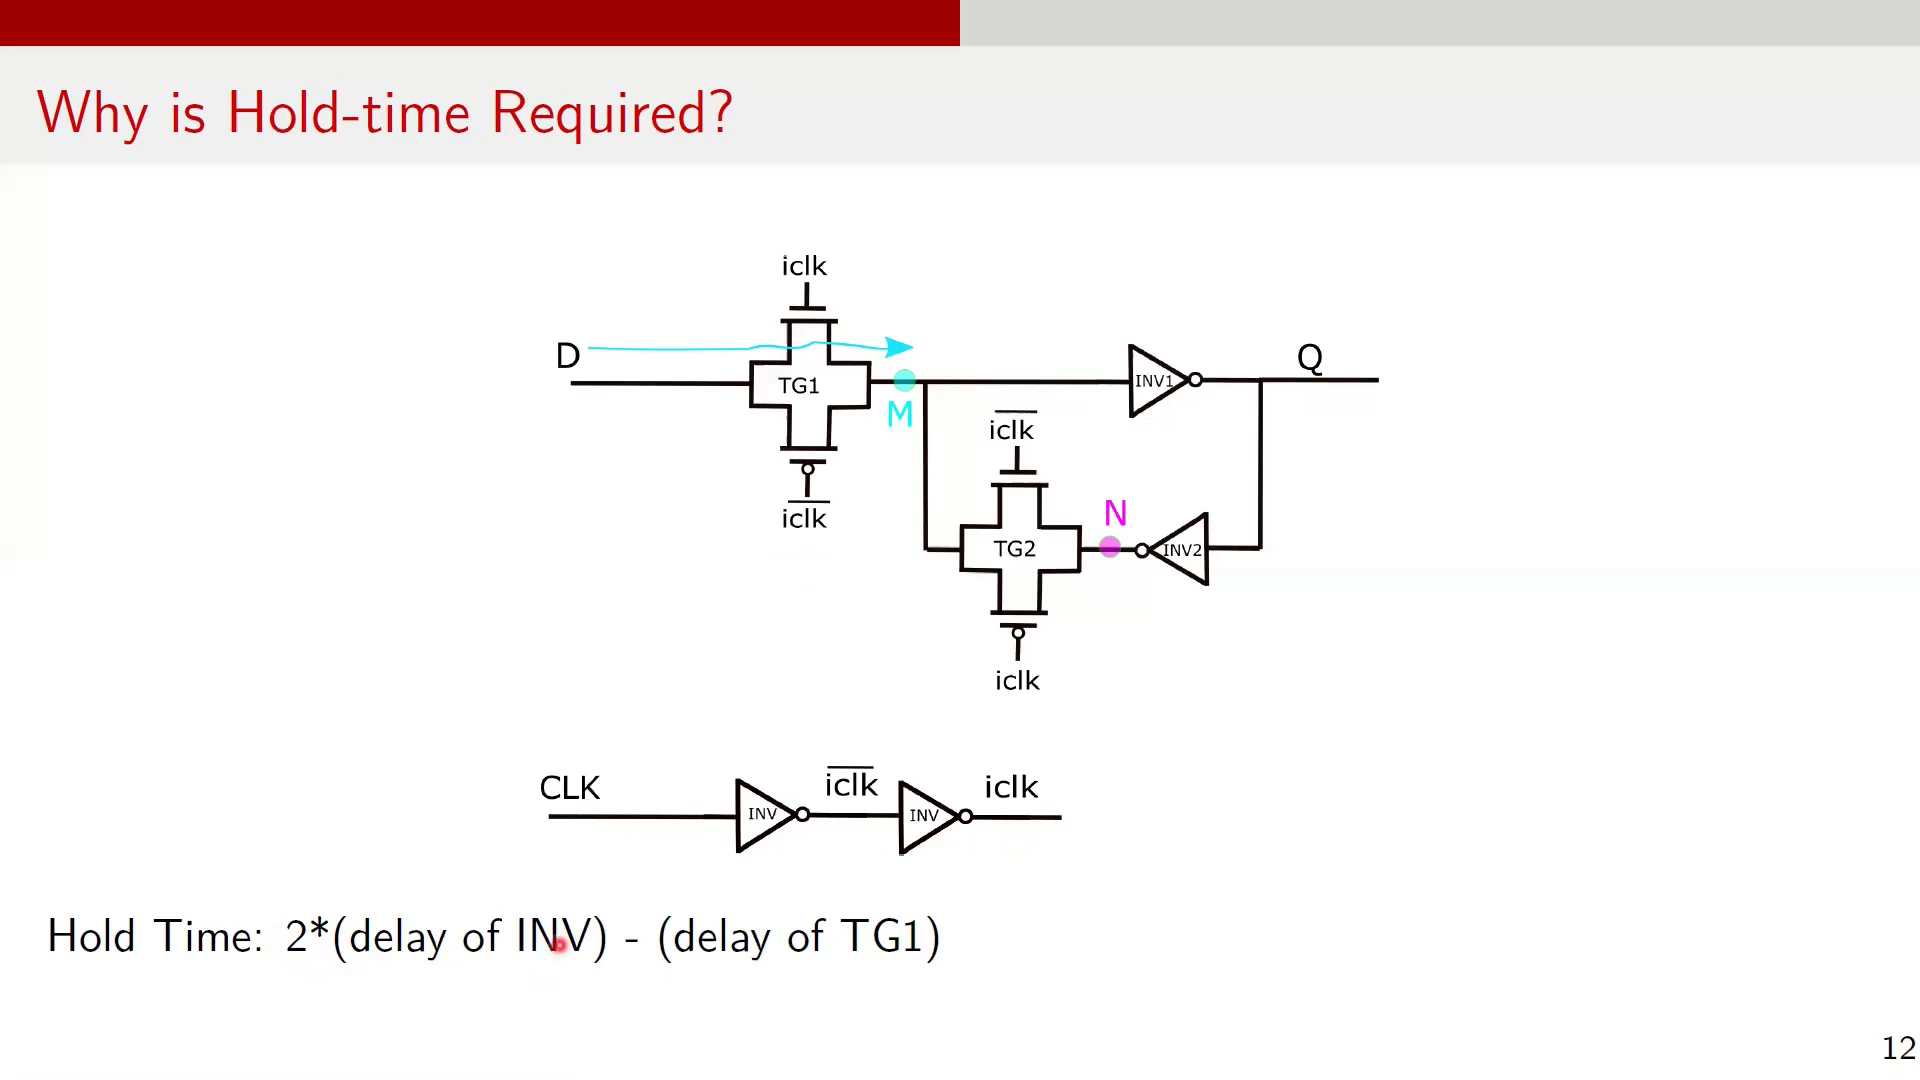 Why is Hold-time Required?
iclk
D
TG1
M
iclk
INV1
Q
iclk
N
TG2
INV2
iclk
CLK
INV
iclk
INV
iclk
Hold Time: 2*(delay of INV) - (delay of TG1)
12